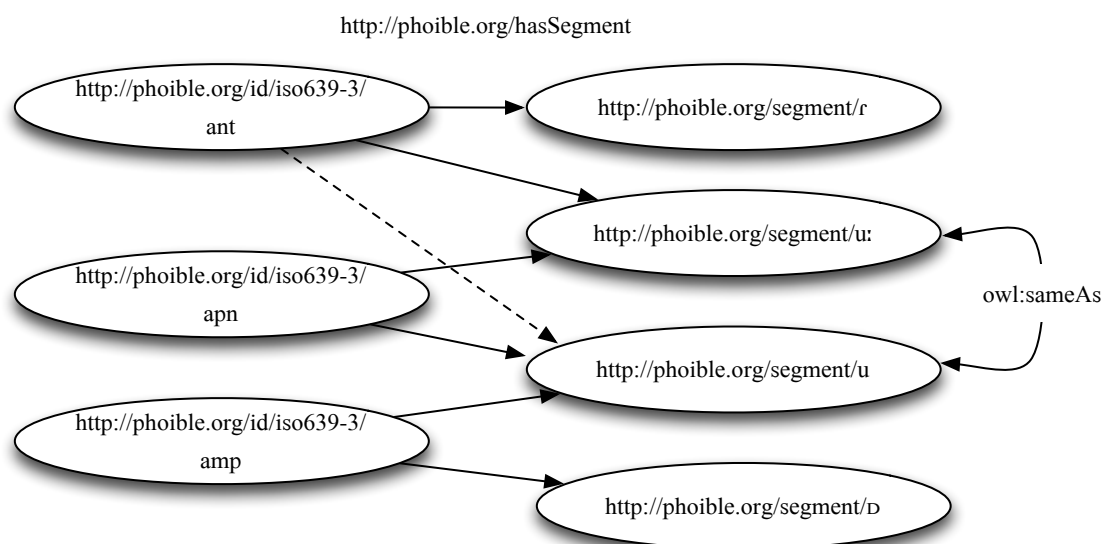 http://phoible.org/hasSegment
http://phoible.org/id/iso639-3/
ant
http://phoible.org/segment/ɾ
http://phoible.org/segment/uː
http://phoible.org/id/iso639-3/
apn
owl:sameAs
http://phoible.org/segment/u
http://phoible.org/id/iso639-3/
amp
http://phoible.org/segment/ᴅ